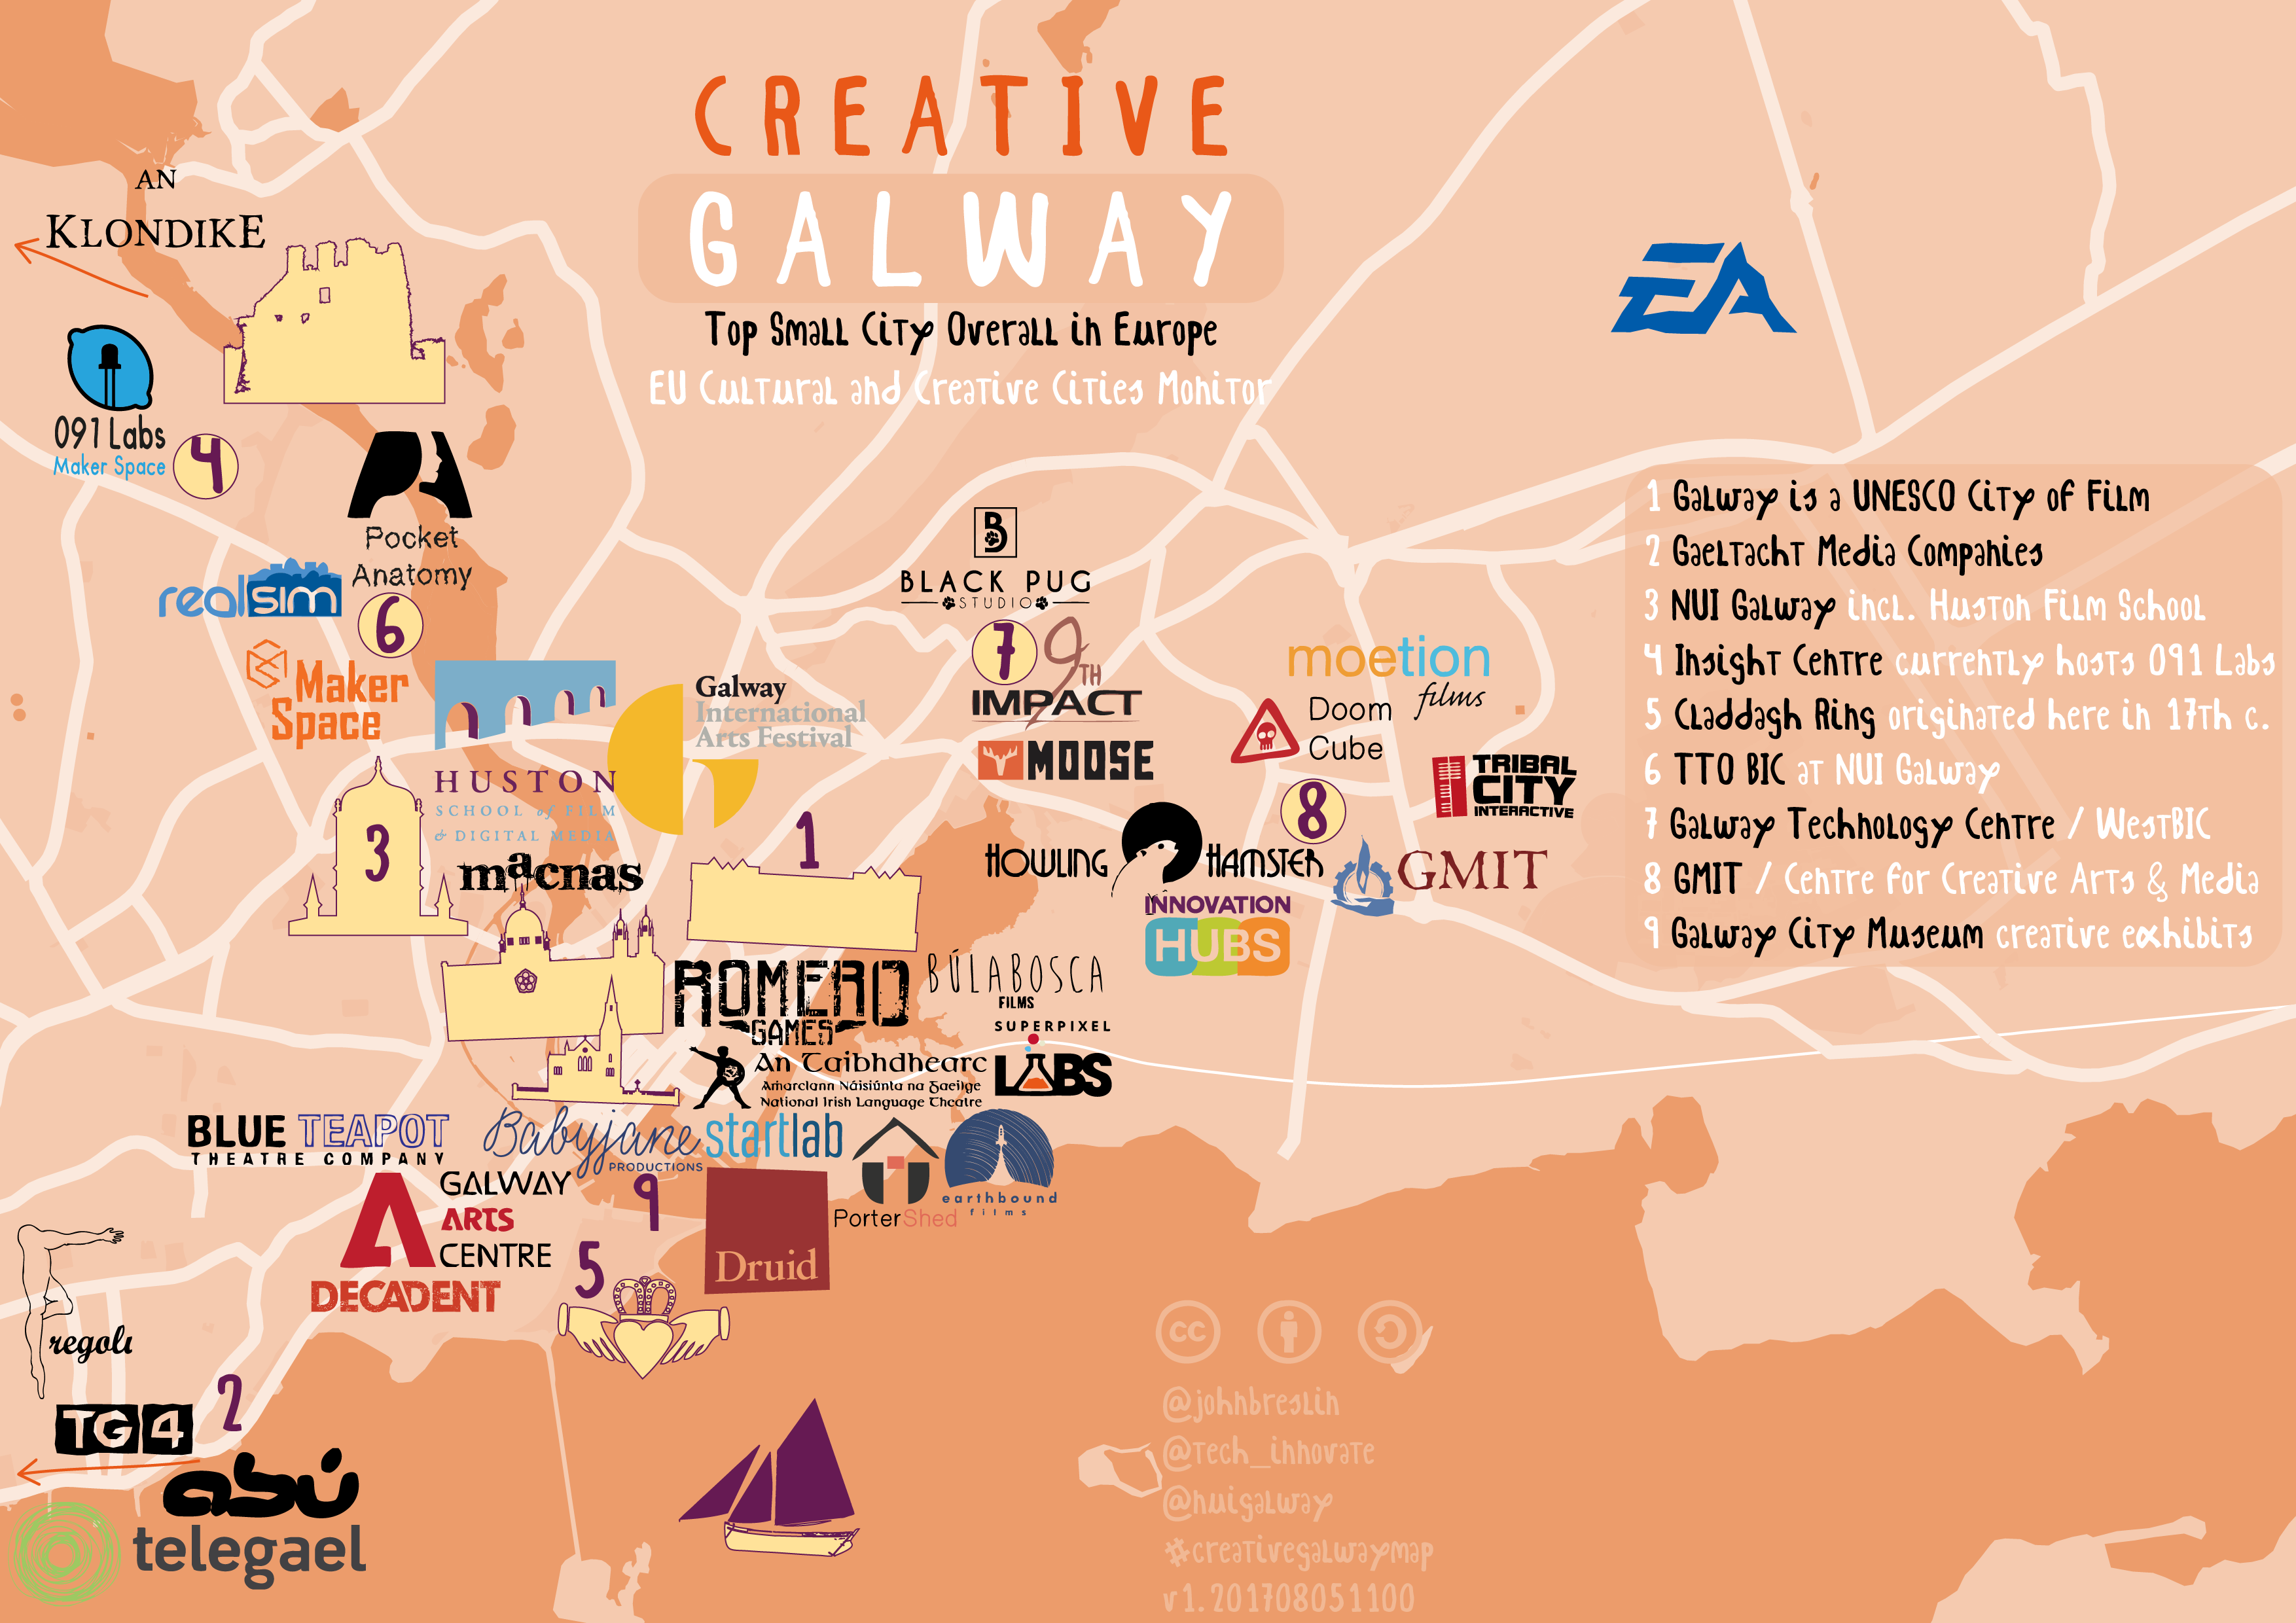 CREATIVE
GALWAY
Top Small City Overall in Europe
EU Cultural and Creative Cities Monitor
AN
KLONDIKE
091 Labs
Maker Space
4
Pocket
Anatomy
realsim
6
Maker
Space
HUSTON
SCHOOL of FILM
& DIGITAL MEDIA
Galway
International
Arts Festival
3
macnas
1
B
BLACK PUG
STUDIO
7
9TH
IMPACT
MOOSE
moetion
films
Doom
Cube
8
TRIBAL
CITY
INTERACTIVE
HOWLING HAMSTER
GMIT
INNOVATION
HUBS
EA
1 Galway is a UNESCO City of Film
2 Gaeltacht Media Companies
3 NUI Galway incl. Huston Film School
4 Insight Centre currently hosts 091 Labs
5 Claddagh Ring originated here in 17th c.
6 TTO BIC at NUI Galway
7 Galway Technology Centre / WestBIC
8 GMIT / Centre for Creative Arts & Media
9 Galway City Museum creative exhibits
ROMERO
GAMES
BÚLABOSCA
FILMS
SUPERPIXEL
LABS
An Taibhdhearc
Amharclann Náisiúnta na Gaeilge
National Irish Language Theatre
BLUE TEAPOT
THEATRE COMPANY
Babyjane
PRODUCTIONS
startlab
PorterShed
earthbound
films
GALWAY
ARTS
CENTRE
9
Druid
DECADENT
5
Fregoli
TG4
2
abú
telegael
cc
@johnbreslin
@tech_innovate
@nuigalway
#creativegalwaymap
v1.201708051100